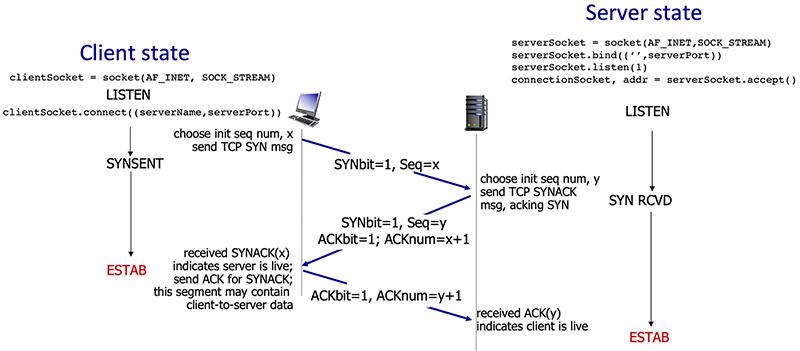 Client state
clientSocket = socket(AF_INET, SOCK_STREAM)
LISTEN
clientSocket.connect((serverName,serverPort))
SYNSENT
ESTAB
choose init seq num, x
send TCP SYN msg
SYNbit=1, Seq=x
SYNbit=1, Seq=y
ACKbit=1; ACKnum=x+1
received SYNACK(x)
indicates server is live;
send ACK for SYNACK;
this segment may contain
client-to-server data
ACKbit=1, ACKnum=y+1
Server state
serverSocket = socket(AF_INET,SOCK_STREAM)
serverSocket.bind((‘’,serverPort))
serverSocket.listen(1)
connectionSocket, addr = serverSocket.accept()
LISTEN
choose init seq num, y
send TCP SYNACK
msg, acking SYN
SYN RCVD
received ACK(y)
indicates client is live
ESTAB